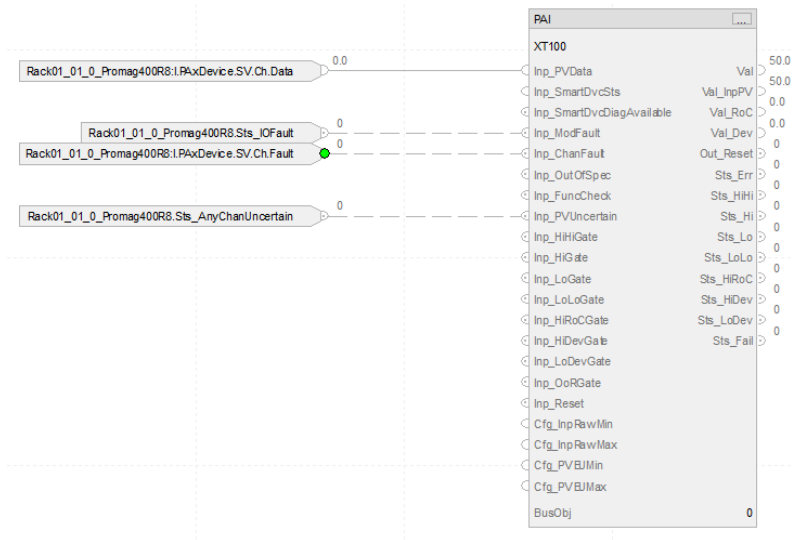 PAI
...
XT100
Rack01_01_0_Promag400R8:I.PAxDevice.SV.Ch.Data 0.0 Inp_PVData Val 50.0
Inp_SmartDvcSts Val_InpPV 50.0
Inp_SmartDvcDiagAvailable Val_RoC 0.0
Rack01_01_0_Promag400R8.Sts_IOFault 0 Inp_ModFault Val_Dev 0.0
Rack01_01_0_Promag400R8:I.PAxDevice.SV.Ch.Fault 0 Inp_ChanFault Out_Reset 0
Inp_OutOfSpec Sts_Err 0
Inp_FuncCheck Sts_HiHi 0
Rack01_01_0_Promag400R8.Sts_AnyChanUncertain 0 Inp_PVUncertain Sts_Hi 0
Inp_HiHiGate Sts_Lo 0
Inp_HiGate Sts_LoLo 0
Inp_LoGate Sts_HiRoC 0
Inp_LoLoGate Sts_HiDev 0
Inp_HiRoCGate Sts_LoDev 0
Inp_HiDevGate Sts_Fail 0
Inp_LoDevGate
Inp_OoRGate
Inp_Reset
Cfg_InpRawMin
Cfg_InpRawMax
Cfg_PVEUMin
Cfg_PVEUMax
BusObj 0